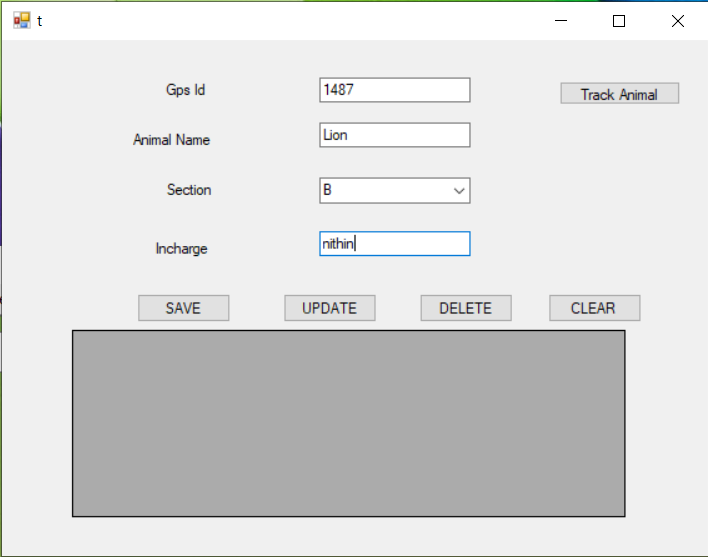 t
Gps Id 1487 Track Animal
Animal Name Lion
Section B
Incharge nithin
SAVE UPDATE DELETE CLEAR